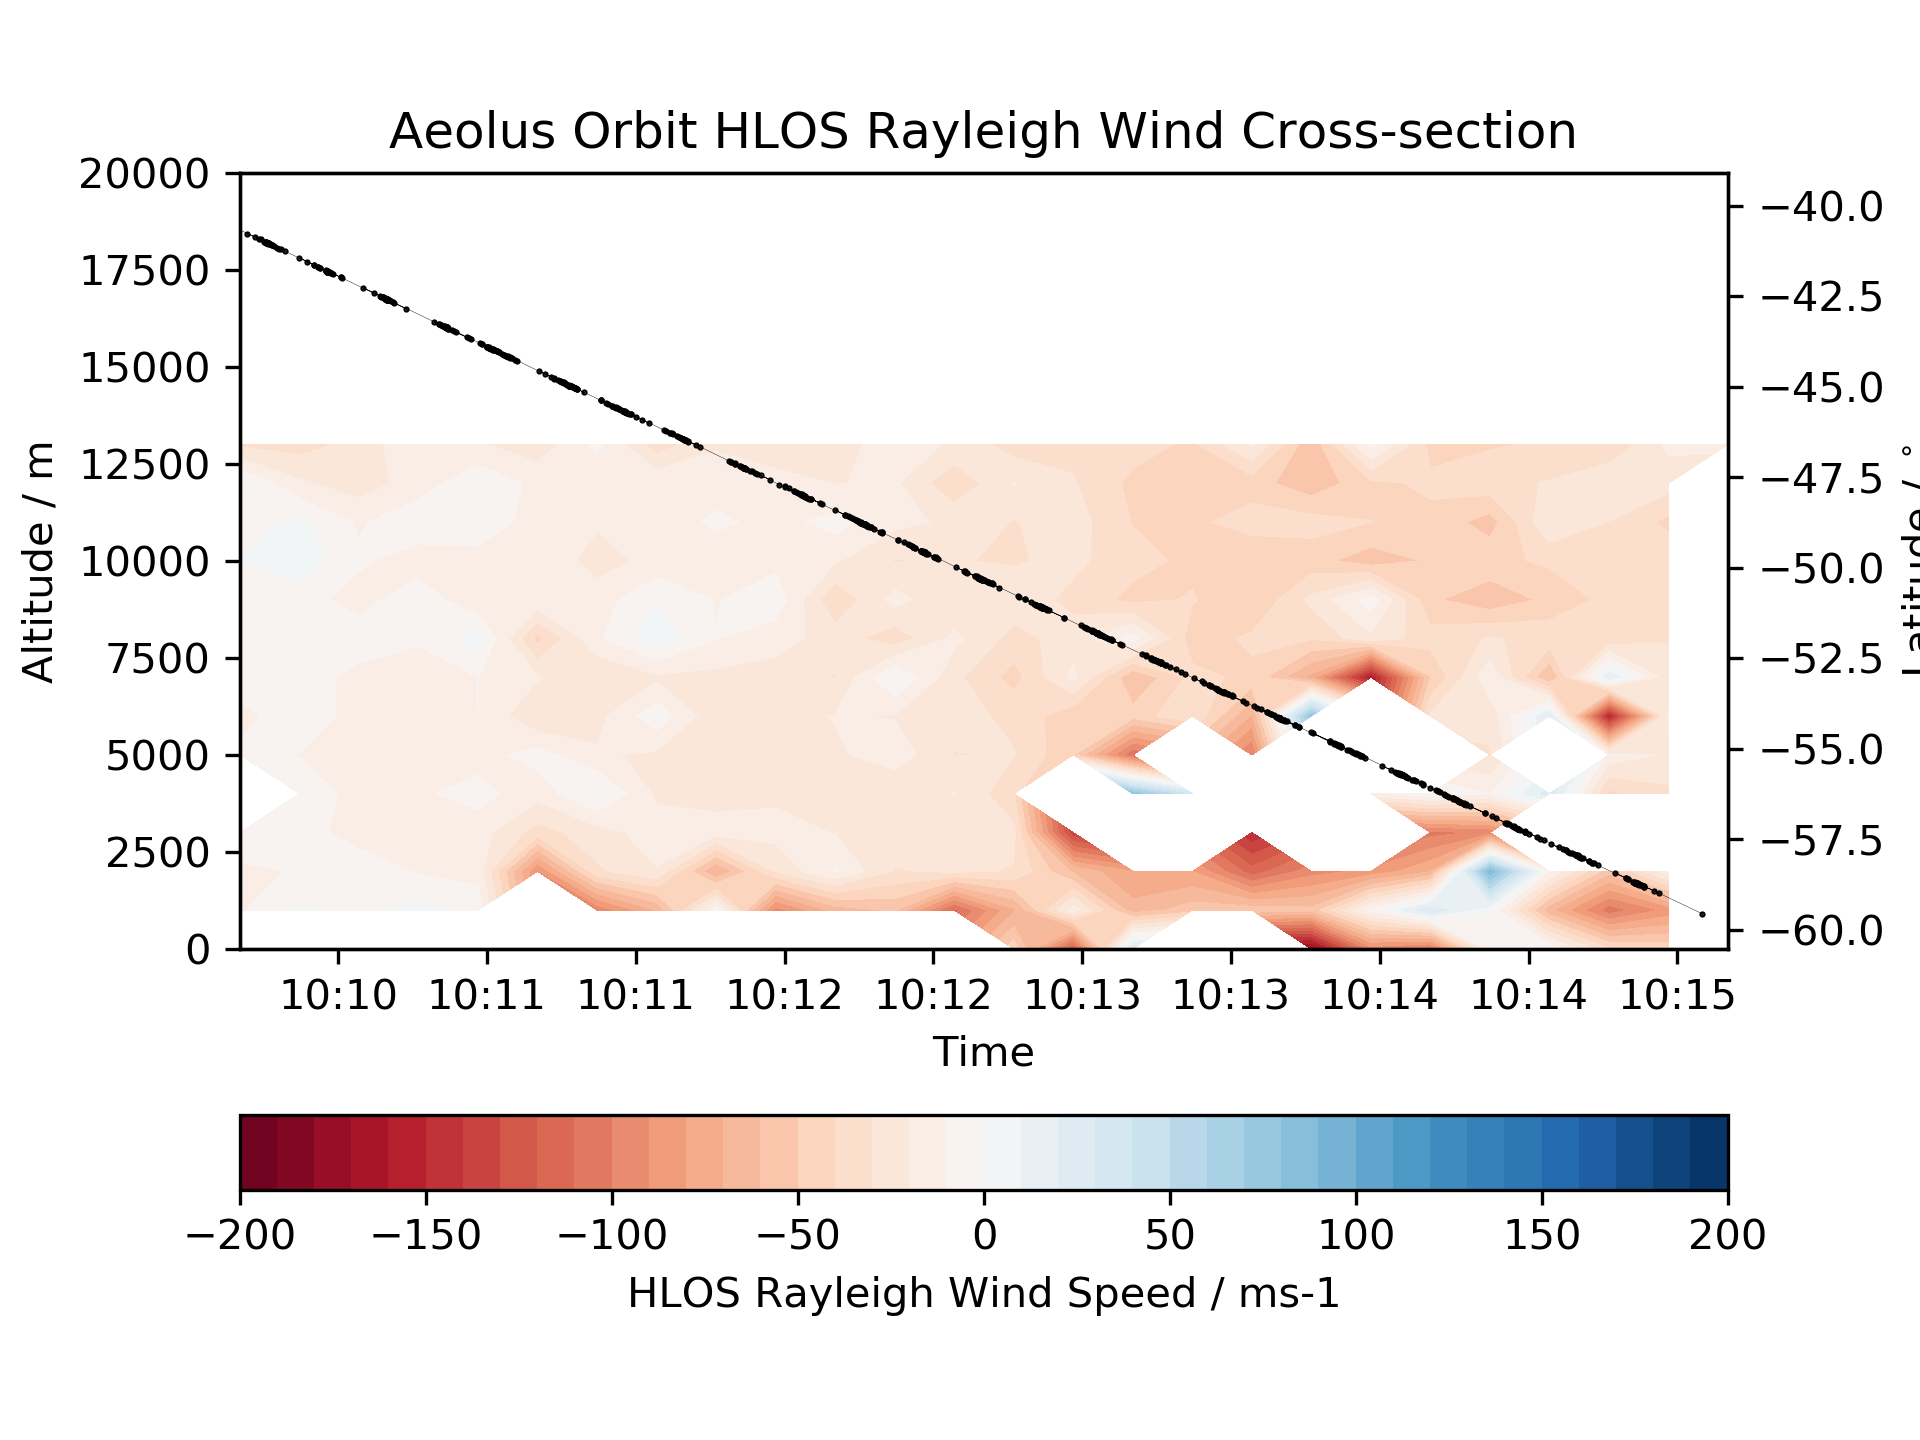 Aeolus Orbit HLOS Rayleigh Wind Cross-section
20000
17500
15000
12500
10000
7500
5000
2500
0
Altitude / m
−40.0
−42.5
−45.0
−47.5
−50.0
−52.5
−55.0
−57.5
−60.0
Latitude / °
10:10 10:11 10:11 10:12 10:12 10:13 10:13 10:14 10:14 10:15
Time
−200 −150 −100 −50 0 50 100 150 200
HLOS Rayleigh Wind Speed / ms-1